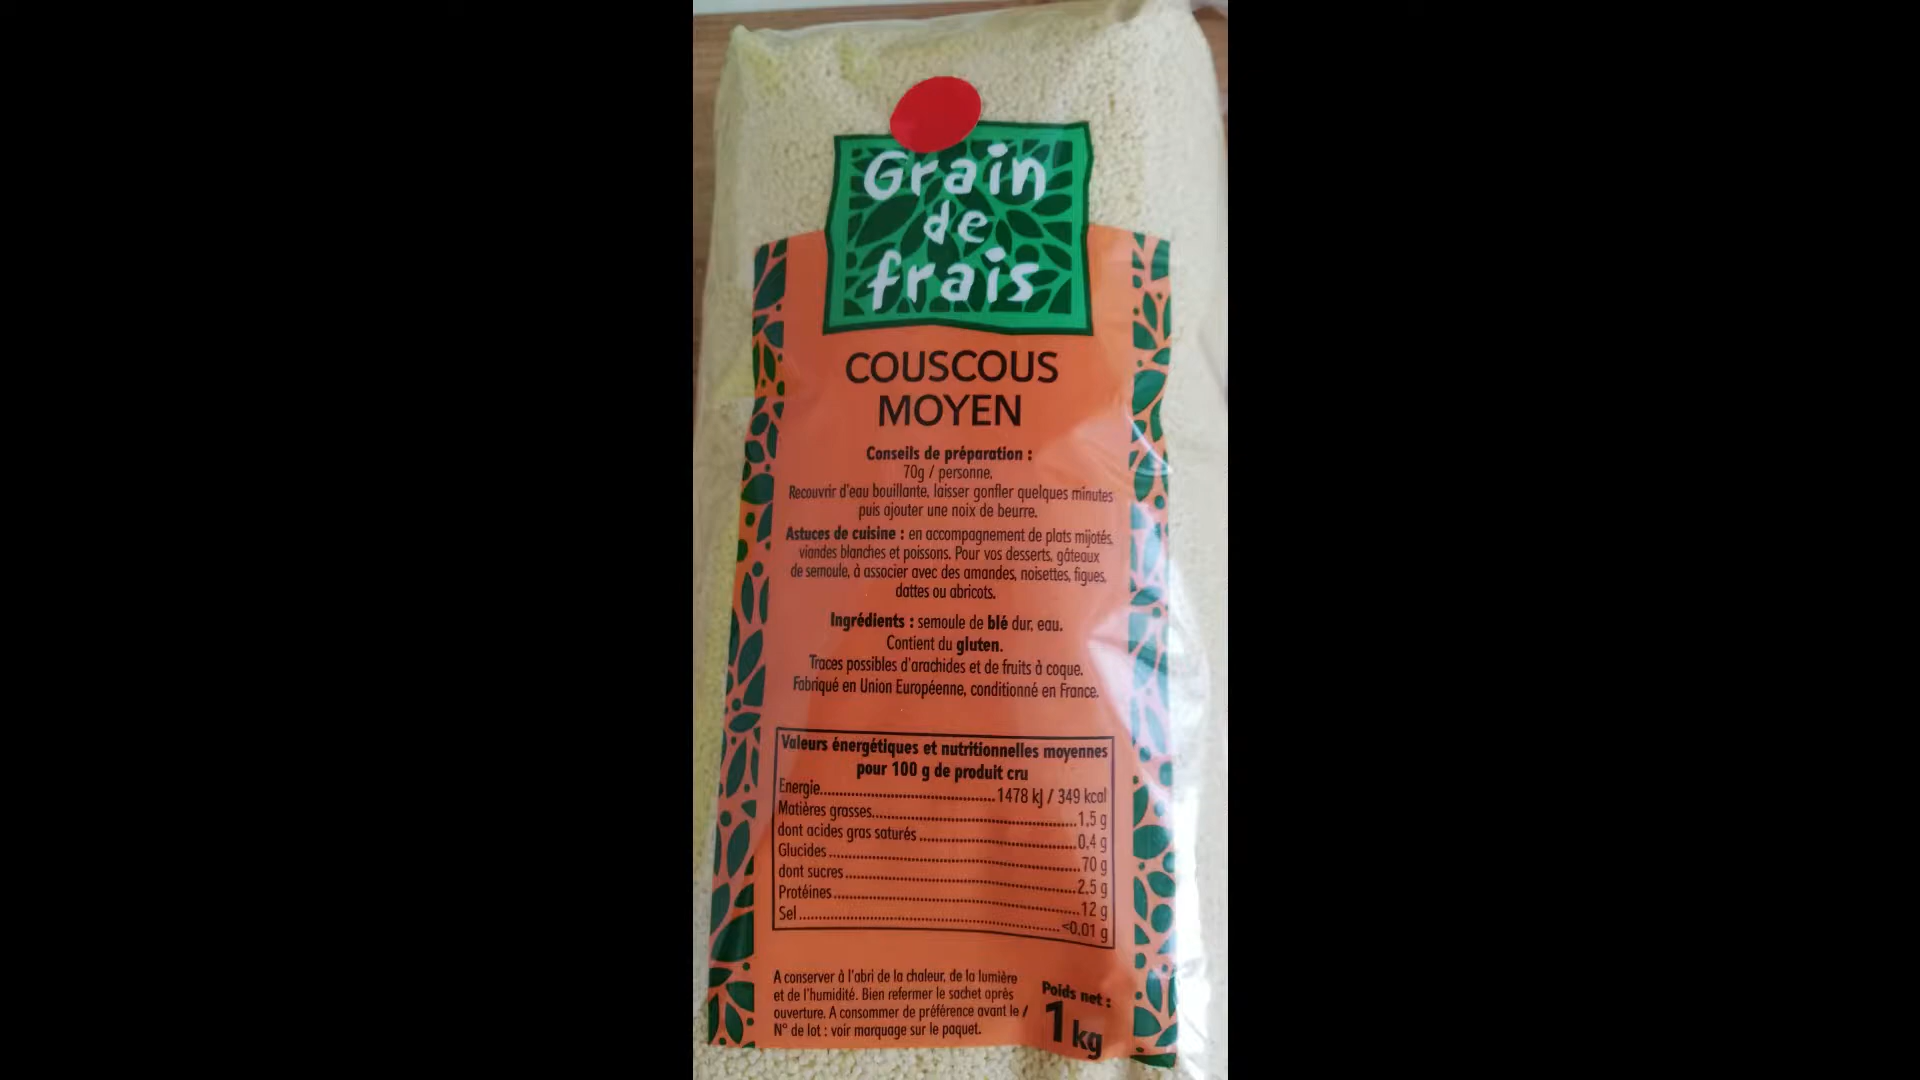 Grain
de
frais
COUSCOUS
MOYEN
Conseils de préparation :
70g / personne.
Recouvrir d'eau bouillante, laisser gonfler quelques minutes
puis ajouter une noix de beurre.
Astuces de cuisine : en accompagnement de plats mijotés,
viandes blanches et poissons. Pour vos desserts, gâteaux
de semoule, à associer avec des amandes, noisettes, figues,
dattes ou abricots.
Ingrédients : semoule de blé dur, eau.
Contient du gluten.
Traces possibles d'arachides et de fruits à coque.
Fabriqué en Union Européenne, conditionné en France.
Valeurs énergétiques et nutritionnelles moyennes
pour 100 g de produit cru
Energie 1478 kJ / 349 kcal
Matières grasses 1,5 g
dont acides gras saturés 0,4 g
Glucides 70 g
dont sucres 2,5 g
Protéines 12 g
Sel <0,01 g
A conserver à l'abri de la chaleur, de la lumière
et de l'humidité. Bien refermer le sachet après
ouverture. A consommer de préférence avant le /
N° de lot : voir marquage sur le paquet.
Poids net :
1 kg